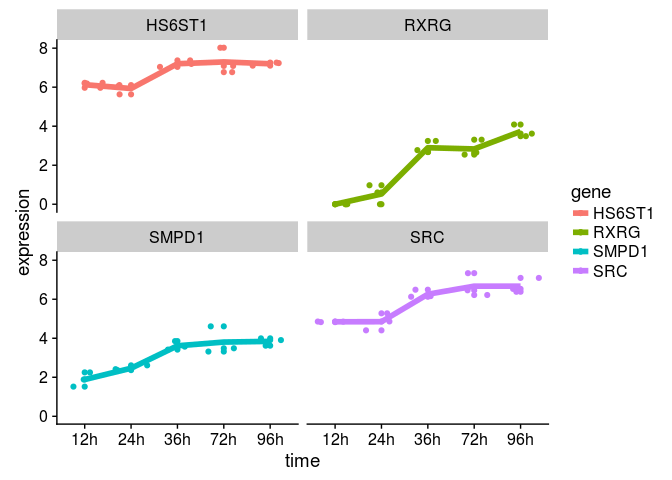 HS6ST1 RXRG
8
6
4
2
0
expression
SMPD1 SRC
8
6
4
2
0
12h 24h 36h 72h 96h 12h 24h 36h 72h 96h
time
gene
HS6ST1
RXRG
SMPD1
SRC